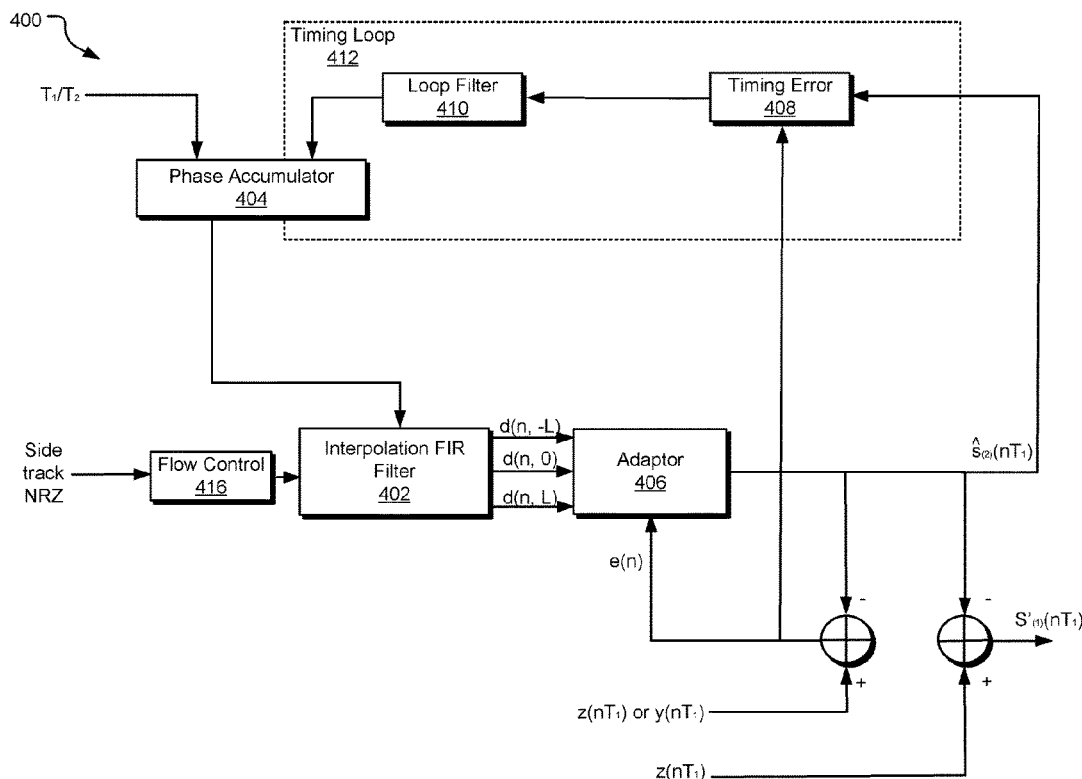 400
Timing Loop
412
T₁/T₂
Loop Filter
410
Timing Error
408
Phase Accumulator
404
Side
track
NRZ
Flow Control
416
Interpolation FIR
Filter
402
d(n, -L)
d(n, 0)
d(n, L)
Adaptor
406
ŝ₍₂₎(nT₁)
e(n)
-
-
S'₍₁₎(nT₁)
+
+
z(nT₁) or y(nT₁)
z(nT₁)